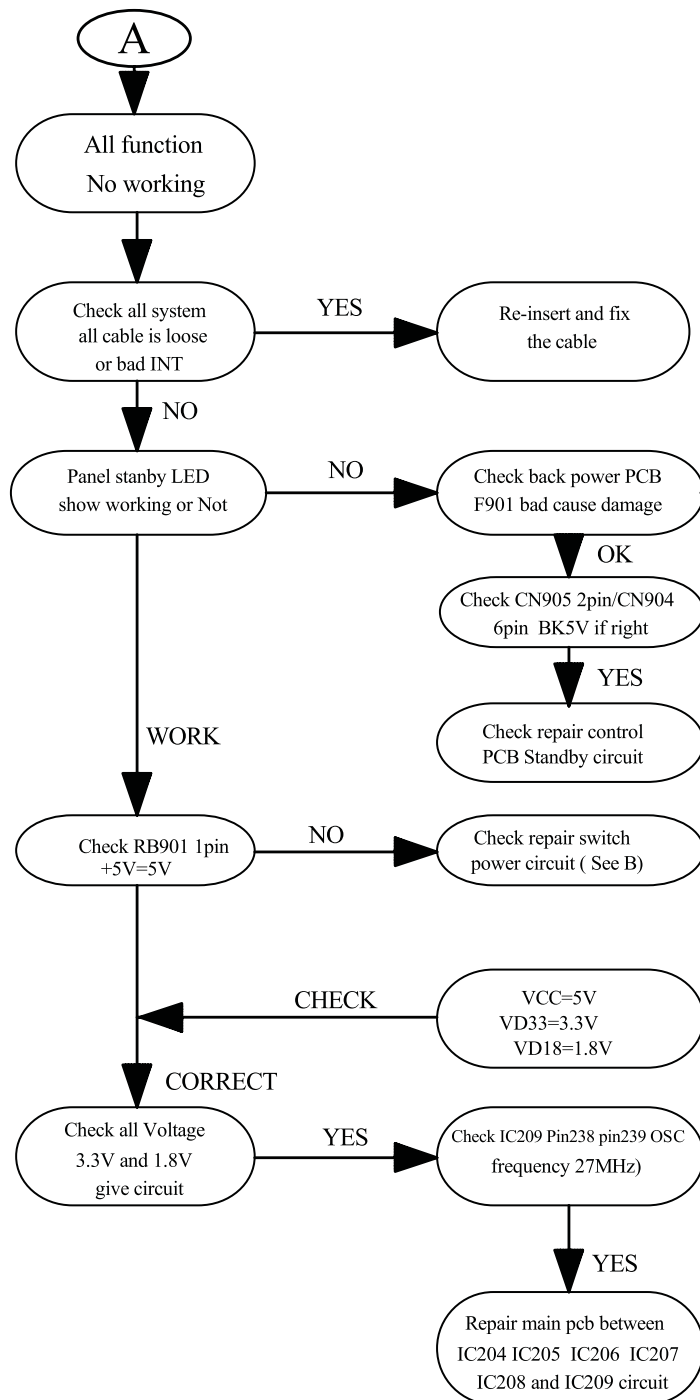 A
All function
No working
Check all system
all cable is loose
or bad INT
YES
Re-insert and fix
the cable
NO
Panel stanby LED
show working or Not
NO
Check back power PCB
F901 bad cause damage
OK
Check CN905 2pin/CN904
6pin BK5V if right
YES
Check repair control
PCB Standby circuit
WORK
Check RB901 1pin
+5V=5V
NO
Check repair switch
power circuit ( See B)
CHECK
VCC=5V
VD33=3.3V
VD18=1.8V
CORRECT
Check all Voltage
3.3V and 1.8V
give circuit
YES
Check IC209 Pin238 pin239 OSC
frequency 27MHz)
YES
Repair main pcb between
IC204 IC205 IC206 IC207
IC208 and IC209 circuit